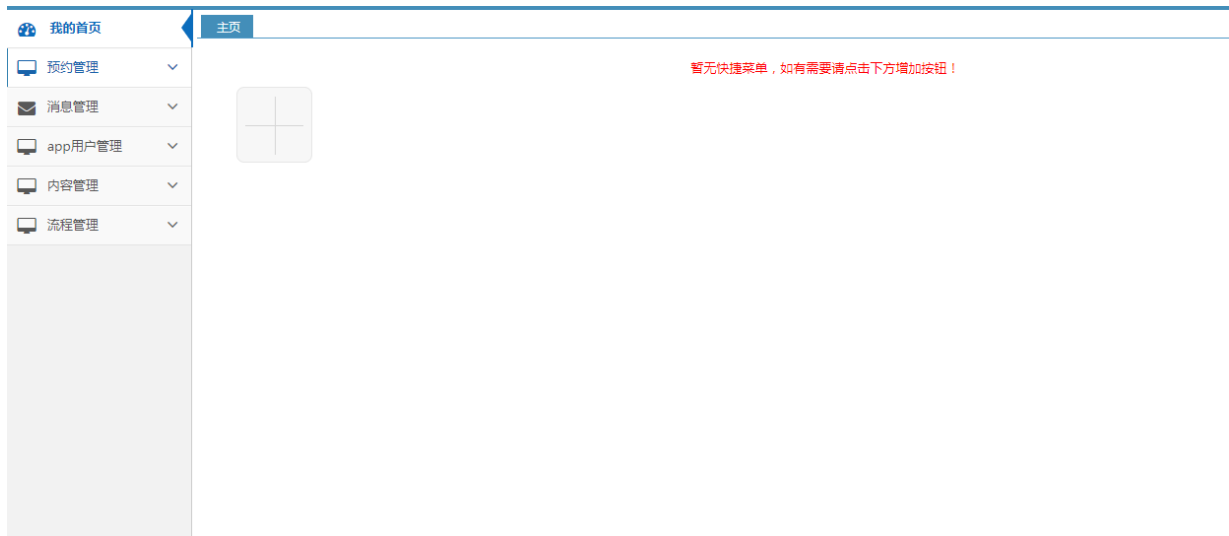 我的首页
主页
预约管理
暂无快捷菜单，如有需要请点击下方增加按钮！
消息管理
app用户管理
内容管理
流程管理